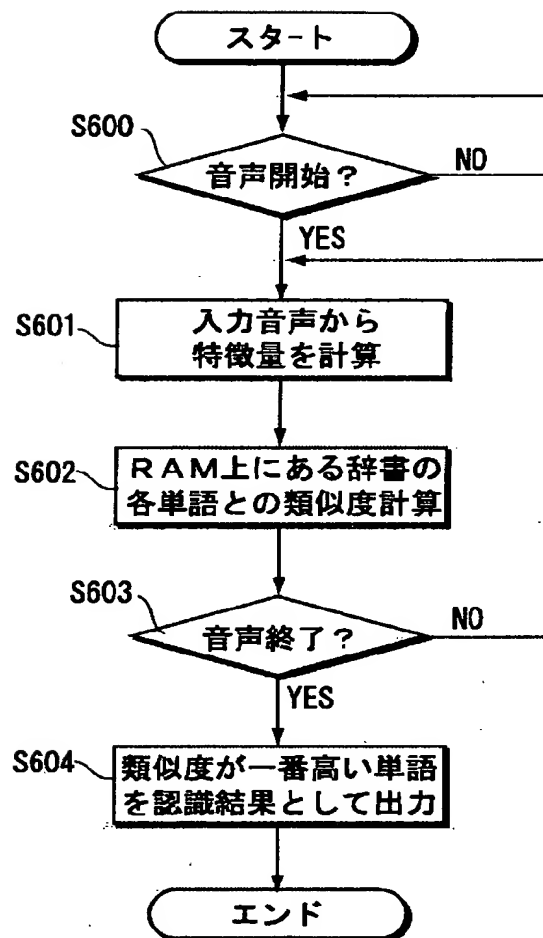 スタート
S600
音声開始？
NO
YES
S601
入力音声から
特徴量を計算
S602
ＲＡＭ上にある辞書の
各単語との類似度計算
S603
音声終了？
NO
YES
S604
類似度が一番高い単語
を認識結果として出力
エンド